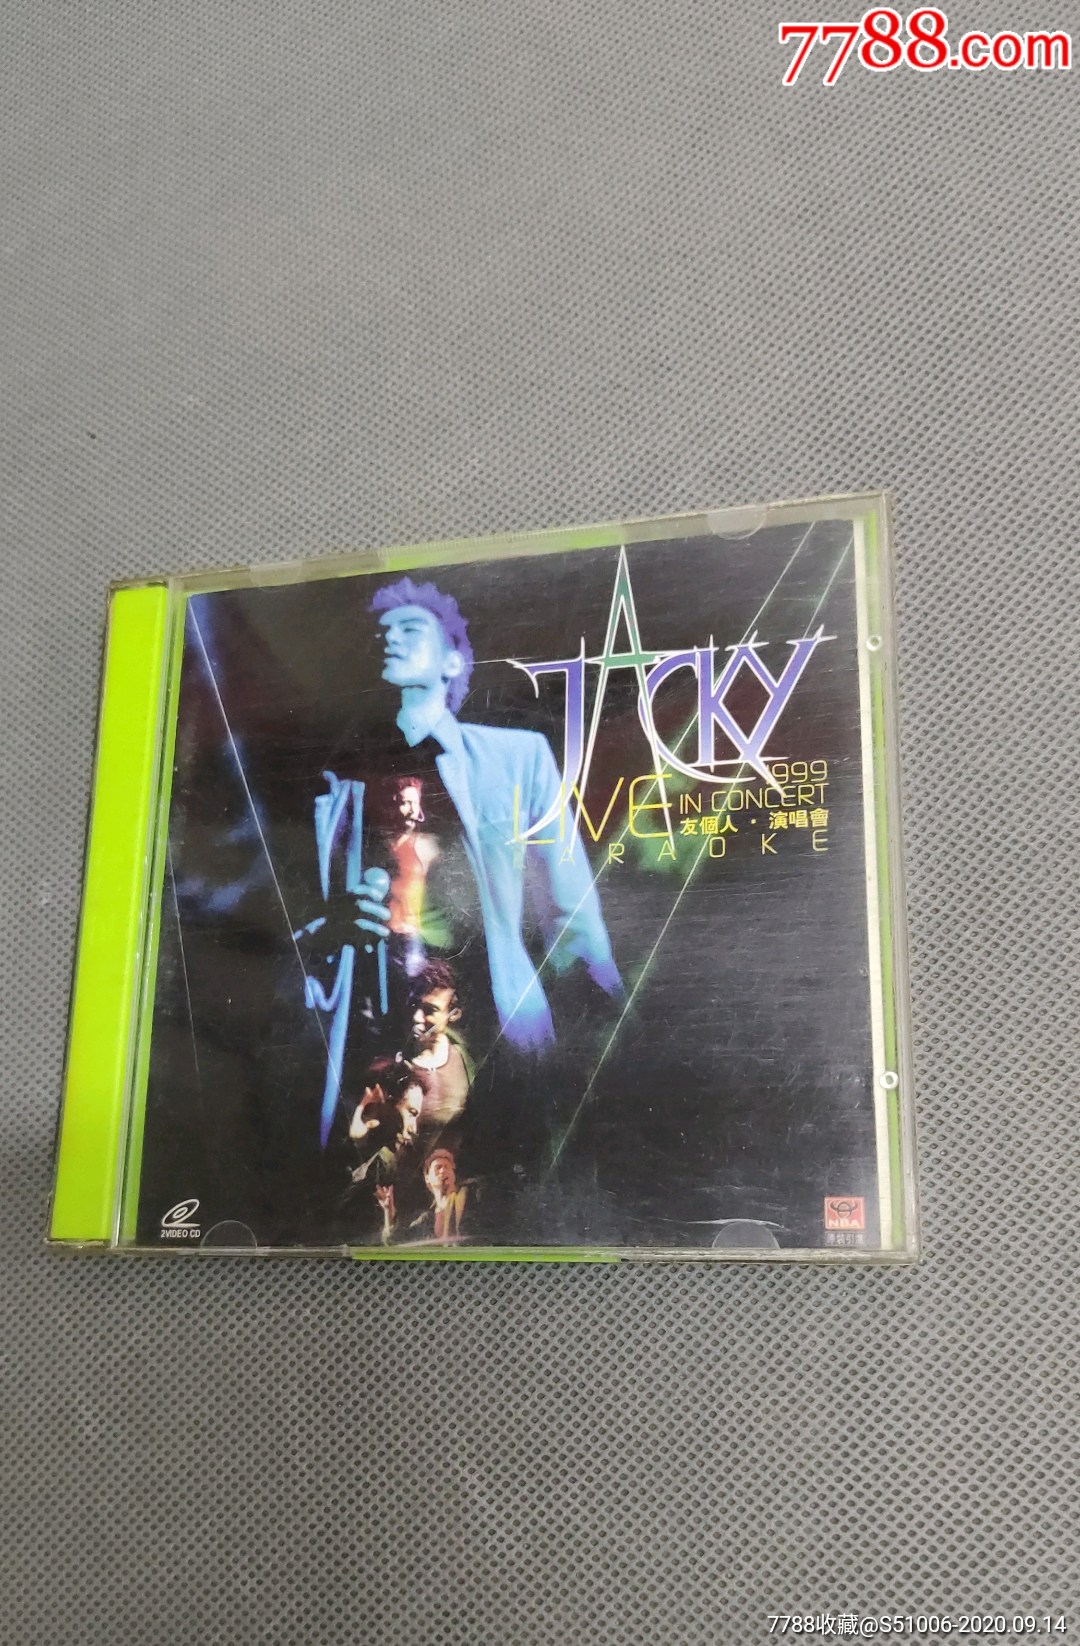 7788.com
JACKY
1999
LIVE IN CONCERT
友個人·演唱會
KARAOKE
2VIDEO CD
NBA
7788收藏@S51006-2020.09.14